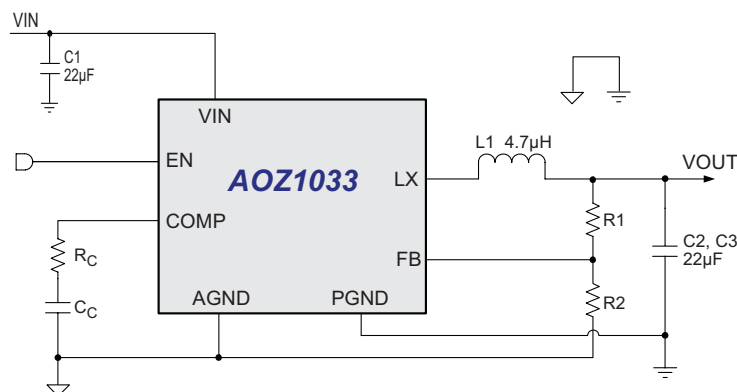 VIN
C1
22µF
VIN
EN
AOZ1033
LX
L1 4.7µH
VOUT
COMP
R1
RC
FB
C2, C3
22µF
CC
AGND
PGND
R2